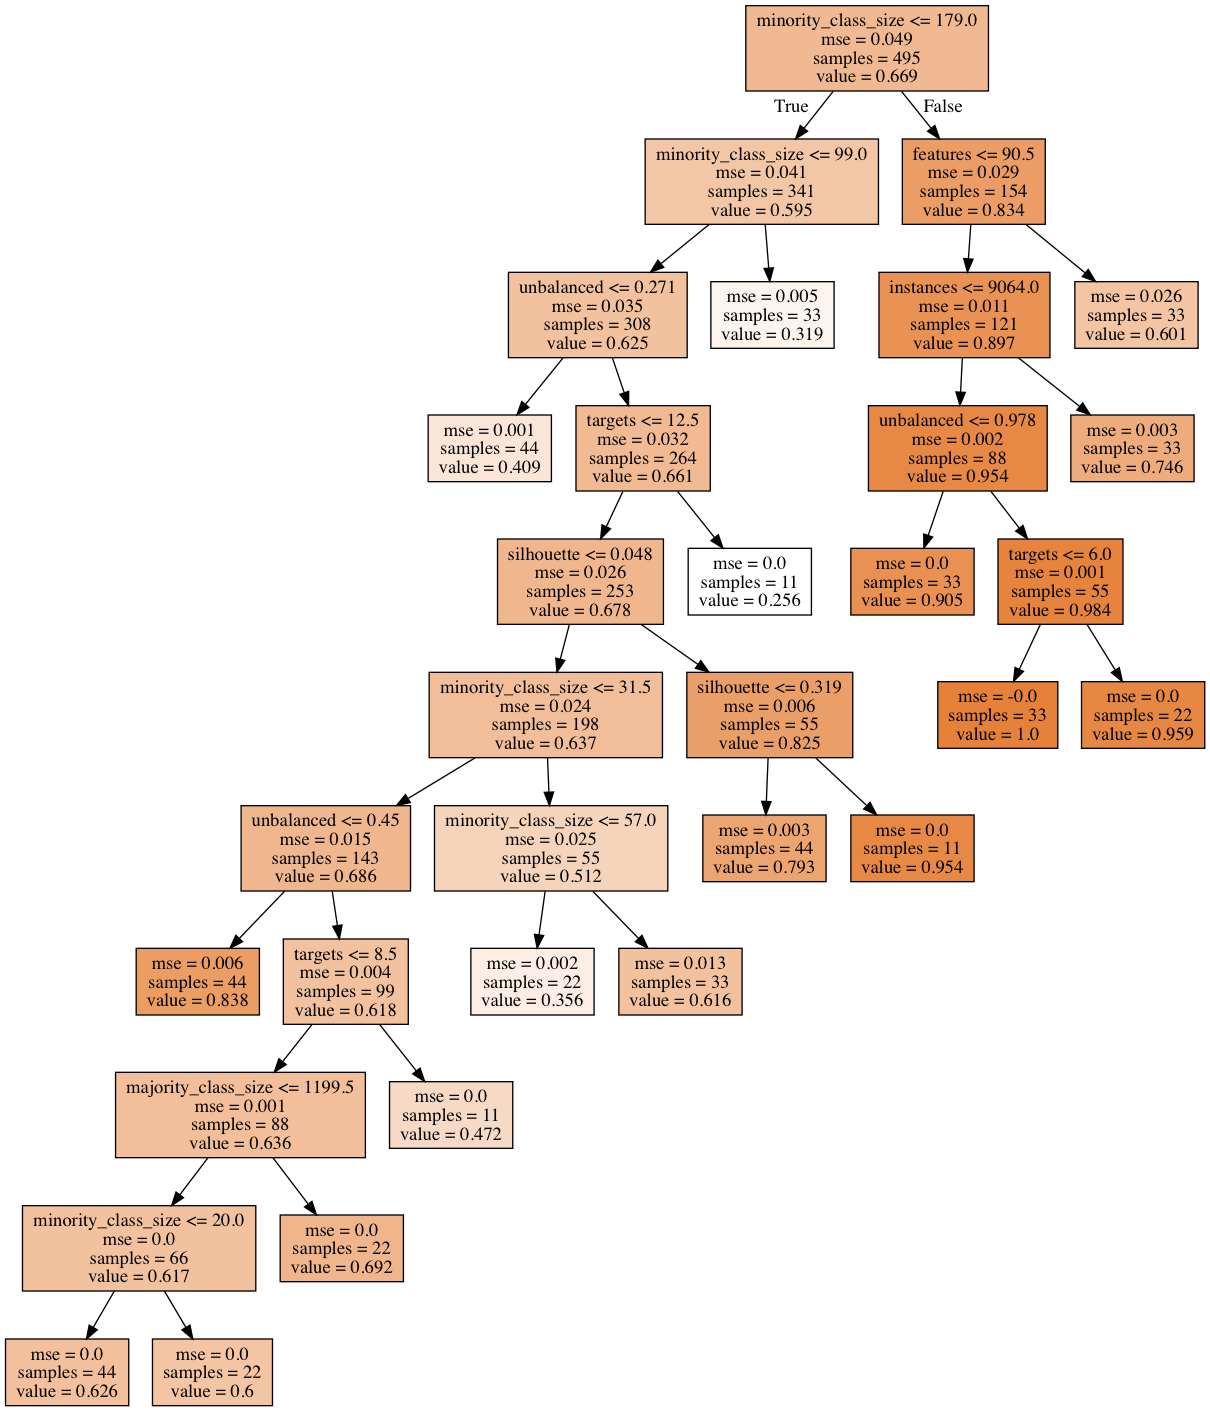 minority_class_size <= 179.0
mse = 0.049
samples = 495
value = 0.669
True
False
minority_class_size <= 99.0
mse = 0.041
samples = 341
value = 0.595
features <= 90.5
mse = 0.029
samples = 154
value = 0.834
unbalanced <= 0.271
mse = 0.035
samples = 308
value = 0.625
mse = 0.005
samples = 33
value = 0.319
instances <= 9064.0
mse = 0.011
samples = 121
value = 0.897
mse = 0.026
samples = 33
value = 0.601
mse = 0.001
samples = 44
value = 0.409
targets <= 12.5
mse = 0.032
samples = 264
value = 0.661
unbalanced <= 0.978
mse = 0.002
samples = 88
value = 0.954
mse = 0.003
samples = 33
value = 0.746
silhouette <= 0.048
mse = 0.026
samples = 253
value = 0.678
mse = 0.0
samples = 11
value = 0.256
mse = 0.0
samples = 33
value = 0.905
targets <= 6.0
mse = 0.001
samples = 55
value = 0.984
minority_class_size <= 31.5
mse = 0.024
samples = 198
value = 0.637
silhouette <= 0.319
mse = 0.006
samples = 55
value = 0.825
mse = -0.0
samples = 33
value = 1.0
mse = 0.0
samples = 22
value = 0.959
unbalanced <= 0.45
mse = 0.015
samples = 143
value = 0.686
minority_class_size <= 57.0
mse = 0.025
samples = 55
value = 0.512
mse = 0.003
samples = 44
value = 0.793
mse = 0.0
samples = 11
value = 0.954
mse = 0.006
samples = 44
value = 0.838
targets <= 8.5
mse = 0.004
samples = 99
value = 0.618
mse = 0.002
samples = 22
value = 0.356
mse = 0.013
samples = 33
value = 0.616
majority_class_size <= 1199.5
mse = 0.001
samples = 88
value = 0.636
mse = 0.0
samples = 11
value = 0.472
minority_class_size <= 20.0
mse = 0.0
samples = 66
value = 0.617
mse = 0.0
samples = 22
value = 0.692
mse = 0.0
samples = 44
value = 0.626
mse = 0.0
samples = 22
value = 0.6